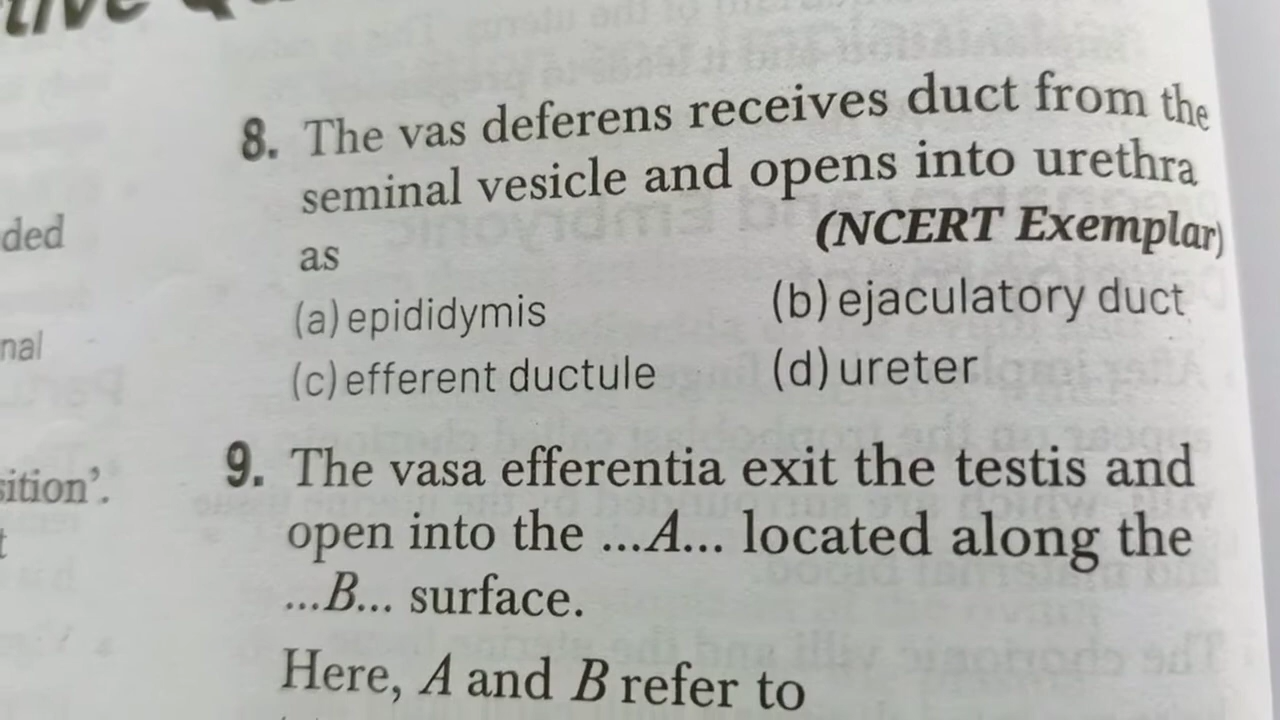 8. The vas deferens receives duct from the
seminal vesicle and opens into urethra
as (NCERT Exemplar)
(a) epididymis (b) ejaculatory duct
(c) efferent ductule (d) ureter
9. The vasa efferentia exit the testis and
open into the ...A... located along the
...B... surface.
Here, A and B refer to
ded
nal
sition’.
t